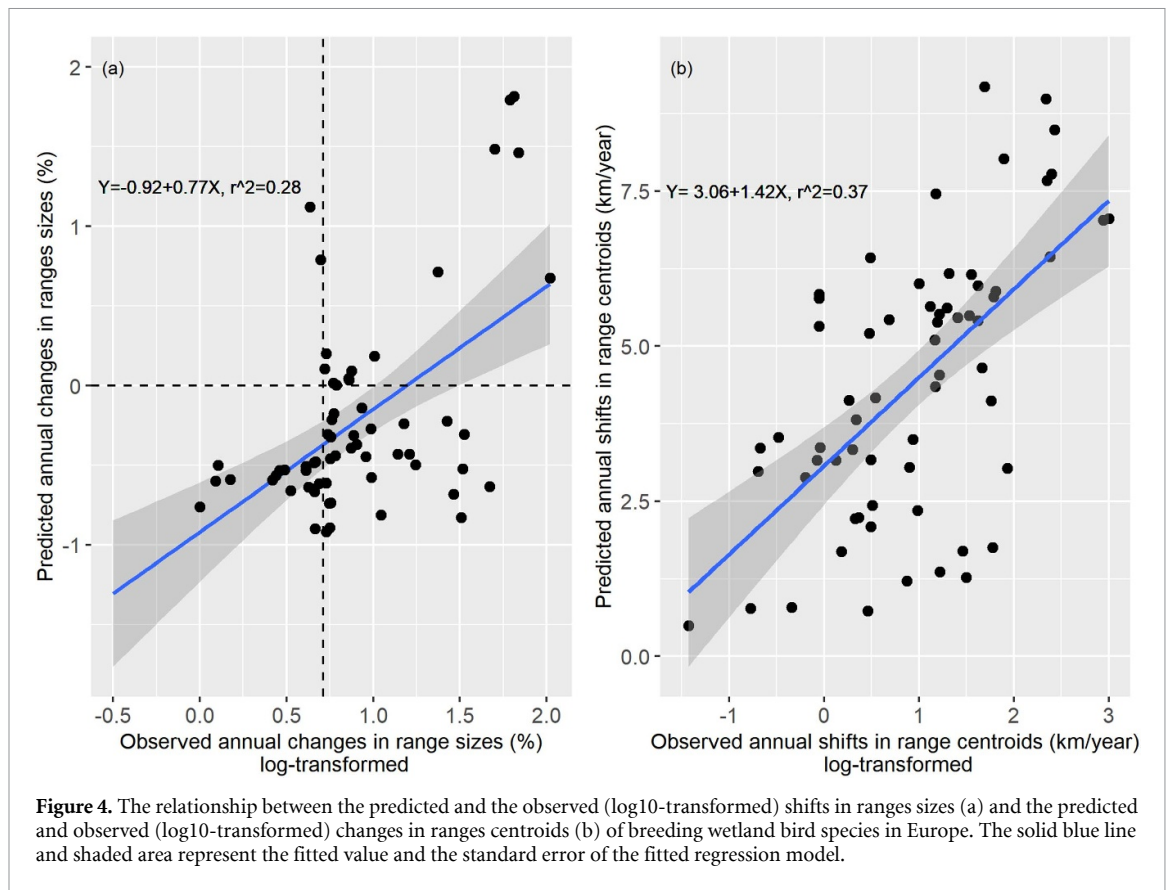 (a)
Y=-0.92+0.77X, r^2=0.28
Predicted annual changes in ranges sizes (%)
2
1
0
-1
-0.5
0.0
0.5
1.0
1.5
2.0
Observed annual changes in range sizes (%)
log-transformed
(b)
Y= 3.06+1.42X, r^2=0.37
Predicted annual shifts in range centroids (km/year)
7.5
5.0
2.5
0.0
-1
0
1
2
3
Observed annual shifts in range centroids (km/year)
log-transformed
Figure 4. The relationship between the predicted and the observed (log10-transformed) shifts in ranges sizes (a) and the predicted
and observed (log10-transformed) changes in ranges centroids (b) of breeding wetland bird species in Europe. The solid blue line
and shaded area represent the fitted value and the standard error of the fitted regression model.